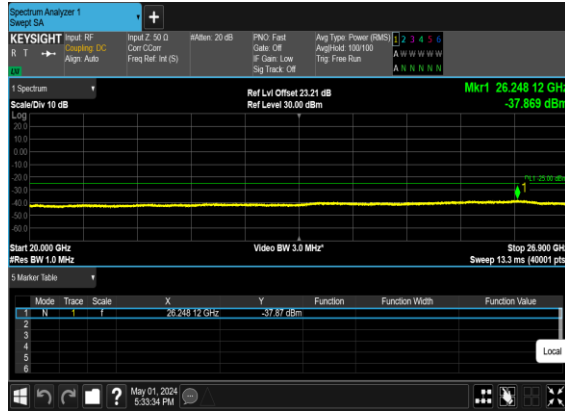 Spectrum Analyzer 1
Swept SA
KEYSIGHT Input: RF Input Z: 50 Ω #Atten: 20 dB PNO: Fast Avg Type: Power (RMS) 1 2 3 4 5 6
R T Coupling: DC Corr CCorr Gate: Off Avg|Hold: 100/100 A W W W W W
Align: Auto Freq Ref: Int (S) IF Gain: Low Trig: Free Run
Sig Track: Off A N N N N N
1 Spectrum Ref Lvl Offset 23.21 dB Mkr1 26.248 12 GHz
Scale/Div 10 dB Ref Level 30.00 dBm -37.869 dBm
Log
20.0
10.0
0.00
-10.0
-20.0
DL1 -25.00 dBm
-30.0
1
-40.0
-50.0
-60.0
Start 20.000 GHz Video BW 3.0 MHz* Stop 26.900 GHz
#Res BW 1.0 MHz Sweep 13.3 ms (40001 pts)
5 Marker Table
Mode Trace Scale X Y Function Function Width Function Value
1 N 1 f 26.248 12 GHz -37.87 dBm
2
3
4
Local
5
6
? May 01, 2024
5:33:34 PM